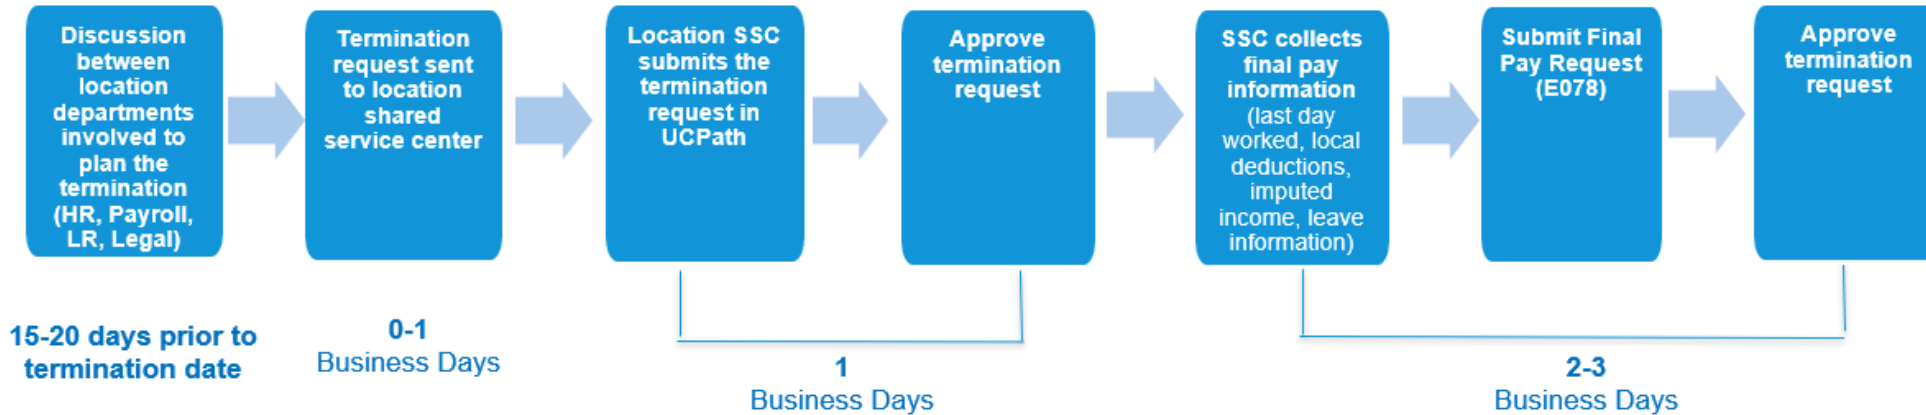 Discussion
between
location
departments
involved to
plan the
termination
(HR, Payroll,
LR, Legal)
Termination
request sent
to location
shared
service center
Location SSC
submits the
termination
request in
UCPath
Approve
termination
request
SSC collects
final pay
information
(last day
worked, local
deductions,
imputed
income, leave
information)
Submit Final
Pay Request
(E078)
Approve
termination
request
15-20 days prior to
termination date
0-1
Business Days
1
Business Days
2-3
Business Days